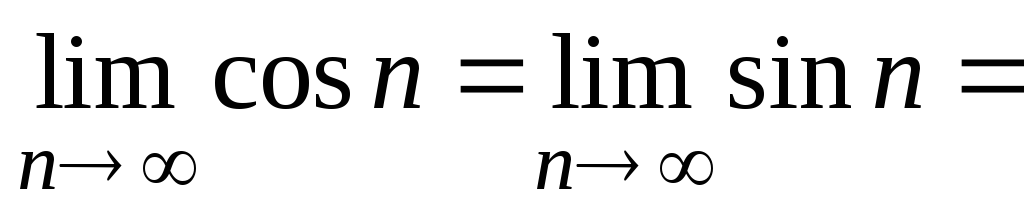 lim cos n = lim sin n =
n→∞ n→∞